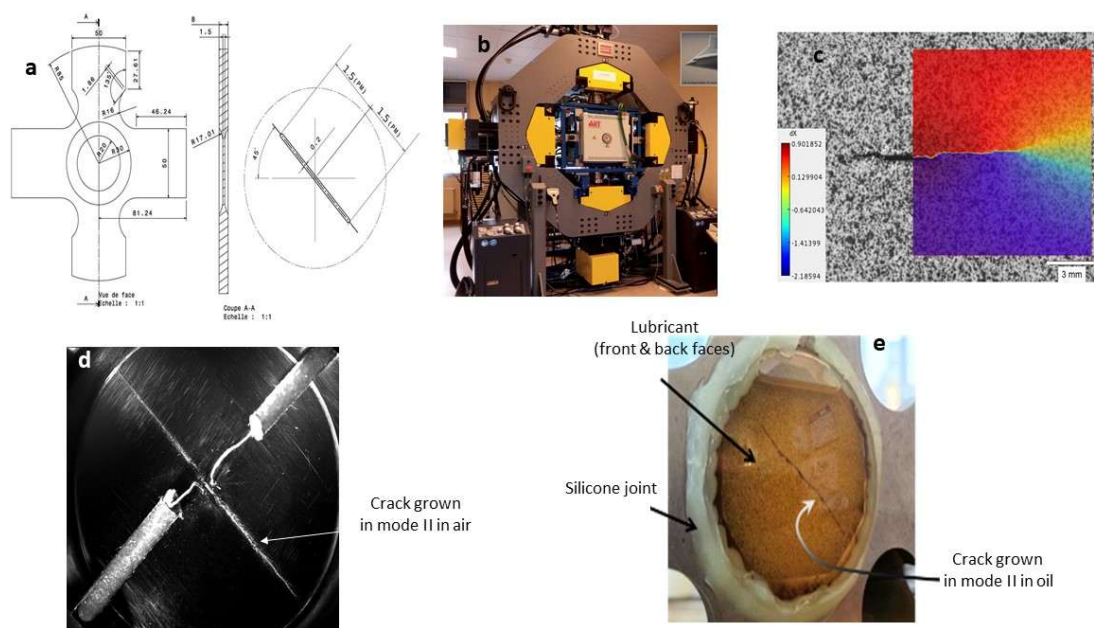 a
A
50
R85
1.66
135°
27.61
R16
46.24
R20
R30
50
81.24
A
Vue de face
Echelle : 1:1
B
1.5
R17.01
Coupe A-A
Echelle : 1:1
1.5(PM)
1.5(PM)
0.2
45°
b
c
dX
0.901852
0.129904
-0.642043
-1.41399
-2.18594
3 mm
d
Crack grown
in mode II in air
Lubricant
(front & back faces)
e
Silicone joint
Crack grown
in mode II in oil